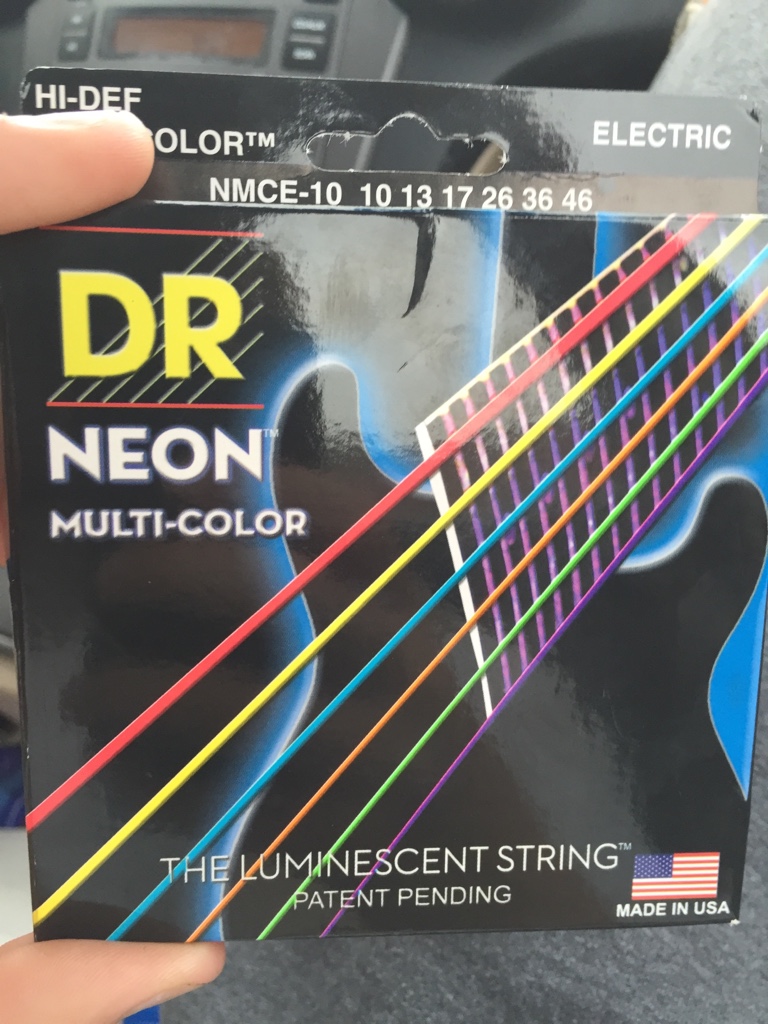 HI-DEF
COLOR™
ELECTRIC
NMCE-10 10 13 17 26 36 46
DR
NEON™
MULTI-COLOR
THE LUMINESCENT STRING™
PATENT PENDING
MADE IN USA